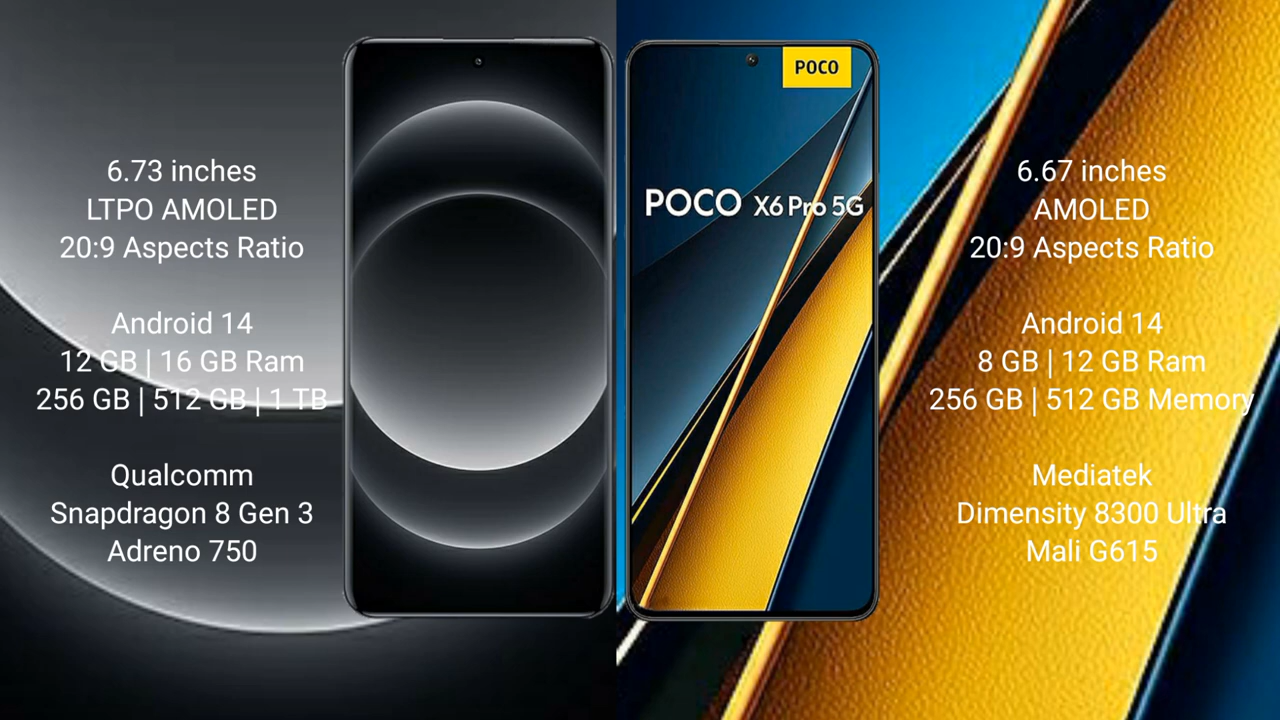 6.73 inches
LTPO AMOLED
20:9 Aspects Ratio
Android 14
12 GB | 16 GB Ram
256 GB | 512 GB | 1 TB
Qualcomm
Snapdragon 8 Gen 3
Adreno 750
POCO
POCO X6 Pro 5G
6.67 inches
AMOLED
20:9 Aspects Ratio
Android 14
8 GB | 12 GB Ram
256 GB | 512 GB Memory
Mediatek
Dimensity 8300 Ultra
Mali G615